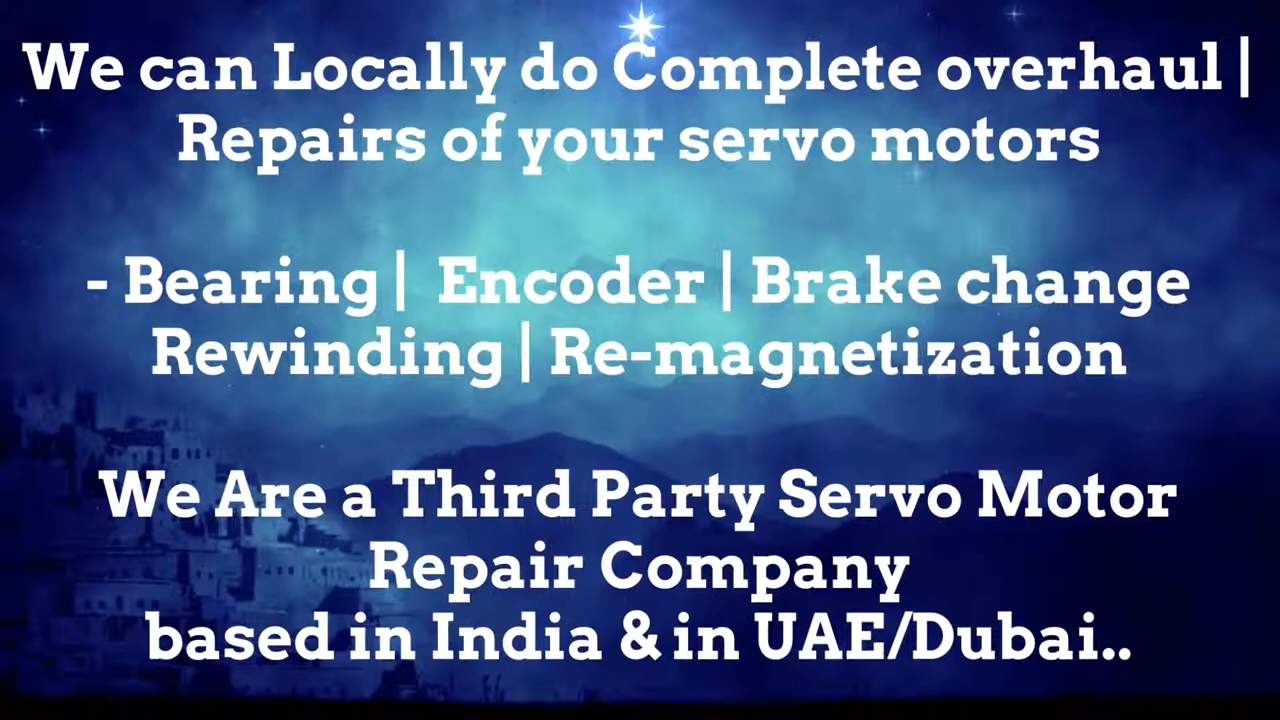 We can Locally do Complete overhaul |
Repairs of your servo motors
- Bearing | Encoder | Brake change
Rewinding | Re-magnetization
We Are a Third Party Servo Motor
Repair Company
based in India & in UAE/Dubai..